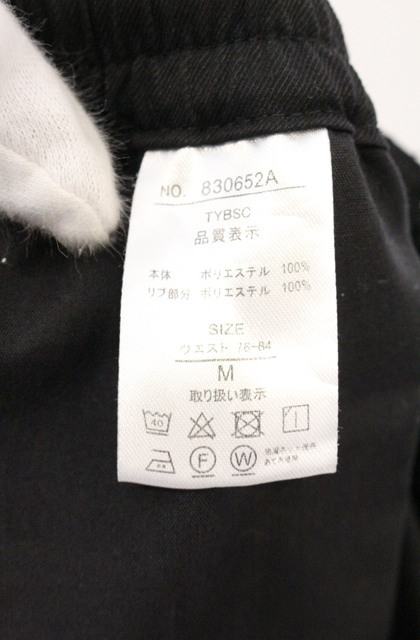 NO. 830652A
TYBSC
品質表示
本体 ポリエステル 100%
リブ部分 ポリエステル 100%
SIZE
ウエスト 76-84
M
取り扱い表示
40
F W